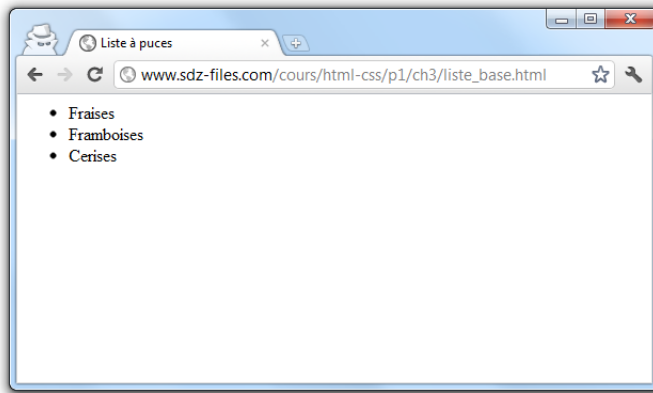 Liste à puces
www.sdz-files.com/cours/html-css/p1/ch3/liste_base.html
Fraises
Framboises
Cerises